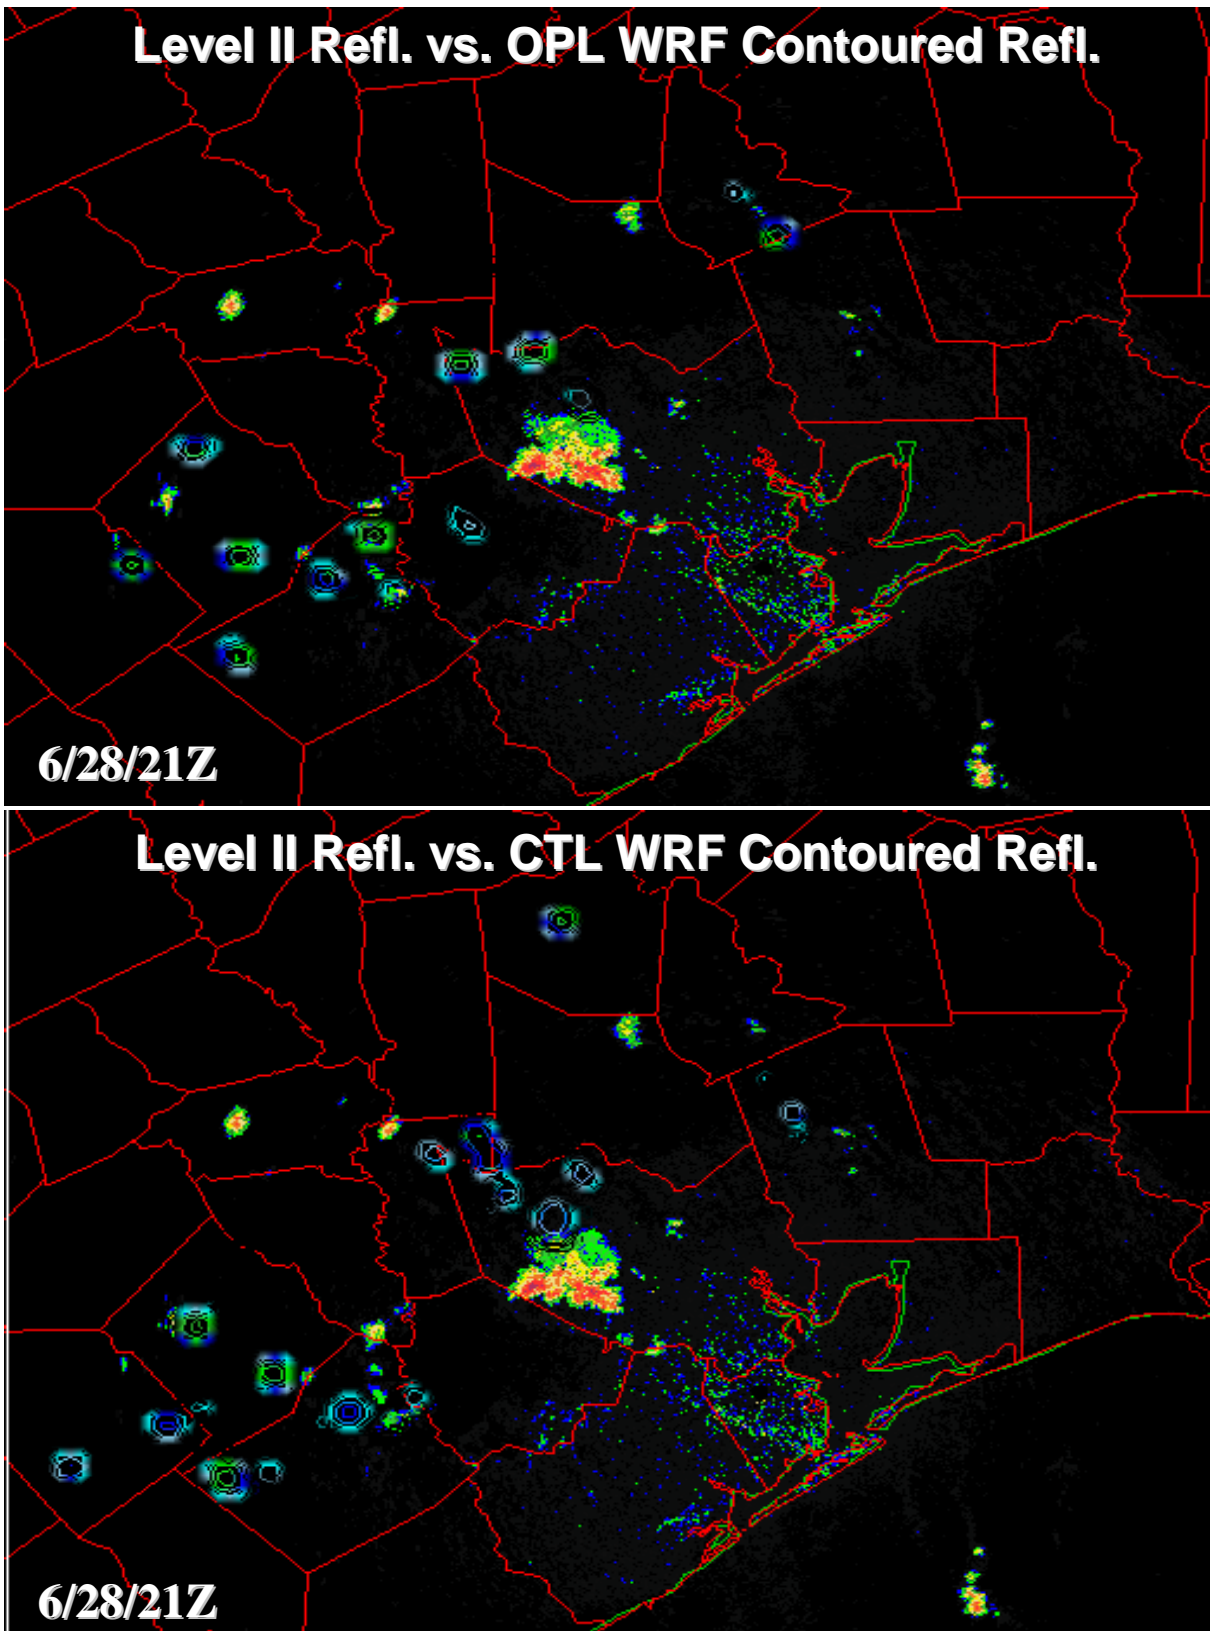 Level II Refl. vs. OPL WRF Contoured Refl.
6/28/21Z
Level II Refl. vs. CTL WRF Contoured Refl.
6/28/21Z